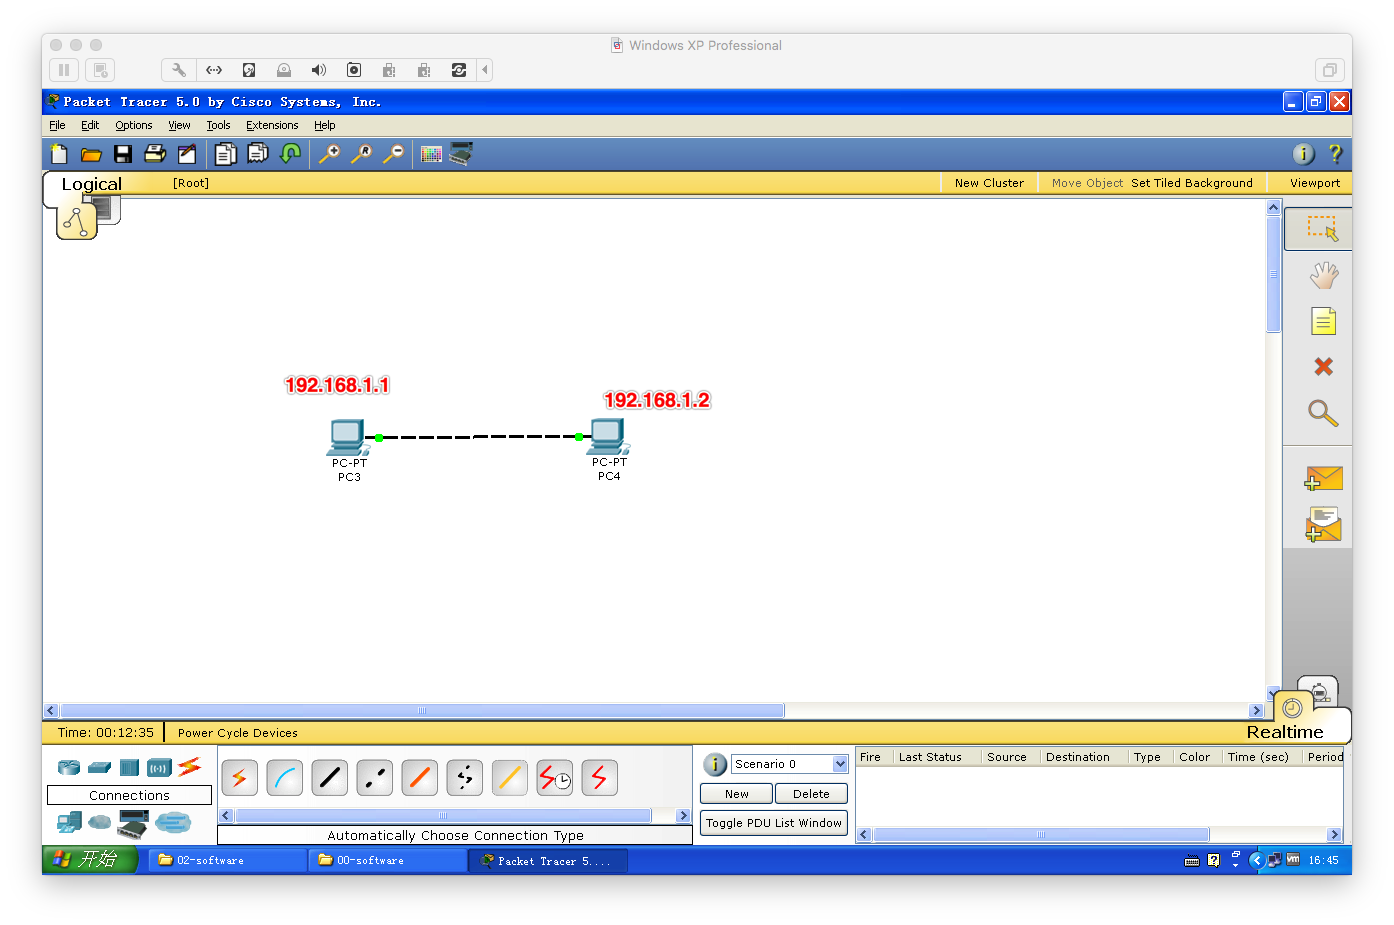 Windows XP Professional
Packet Tracer 5.0 by Cisco Systems, Inc.
File Edit Options View Tools Extensions Help
Logical [Root] New Cluster Move Object Set Tiled Background Viewport
192.168.1.1
192.168.1.2
PC-PT
PC3
PC-PT
PC4
Time: 00:12:35 Power Cycle Devices
Realtime
Connections
Automatically Choose Connection Type
Scenario 0
New Delete
Toggle PDU List Window
Fire Last Status Source Destination Type Color Time (sec) Period
开始 02-software 00-software Packet Tracer 5.... 16:45